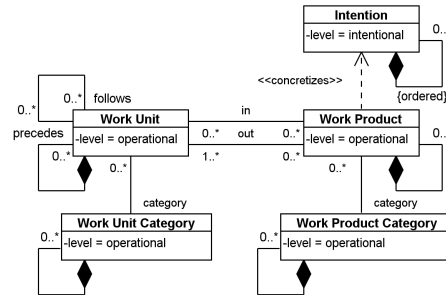 Intention
0..
-level = intentional
<<concretizes>>
{ordered}
0..*
0..*
follows
Work Unit
in
Work Product
precedes
-level = operational
0..*
out
0..*
-level = operational
0..*
0..*
0..*
0..*
1..*
0..*
0..*
category
category
Work Unit Category
Work Product Category
0..*
-level = operational
0..*
-level = operational